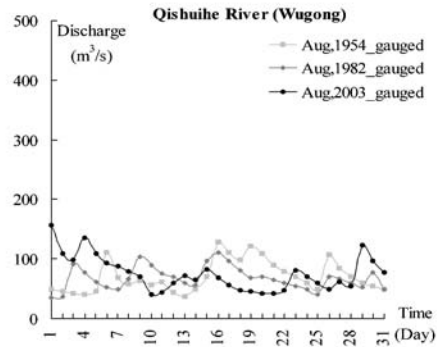 Qishuihe River (Wugong)
500
400
300
200
100
0
Discharge
(m³/s)
Aug,1954_gauged
Aug,1982_gauged
Aug,2003_gauged
1
4
7
10
13
16
19
22
25
28
31
Time
(Day)